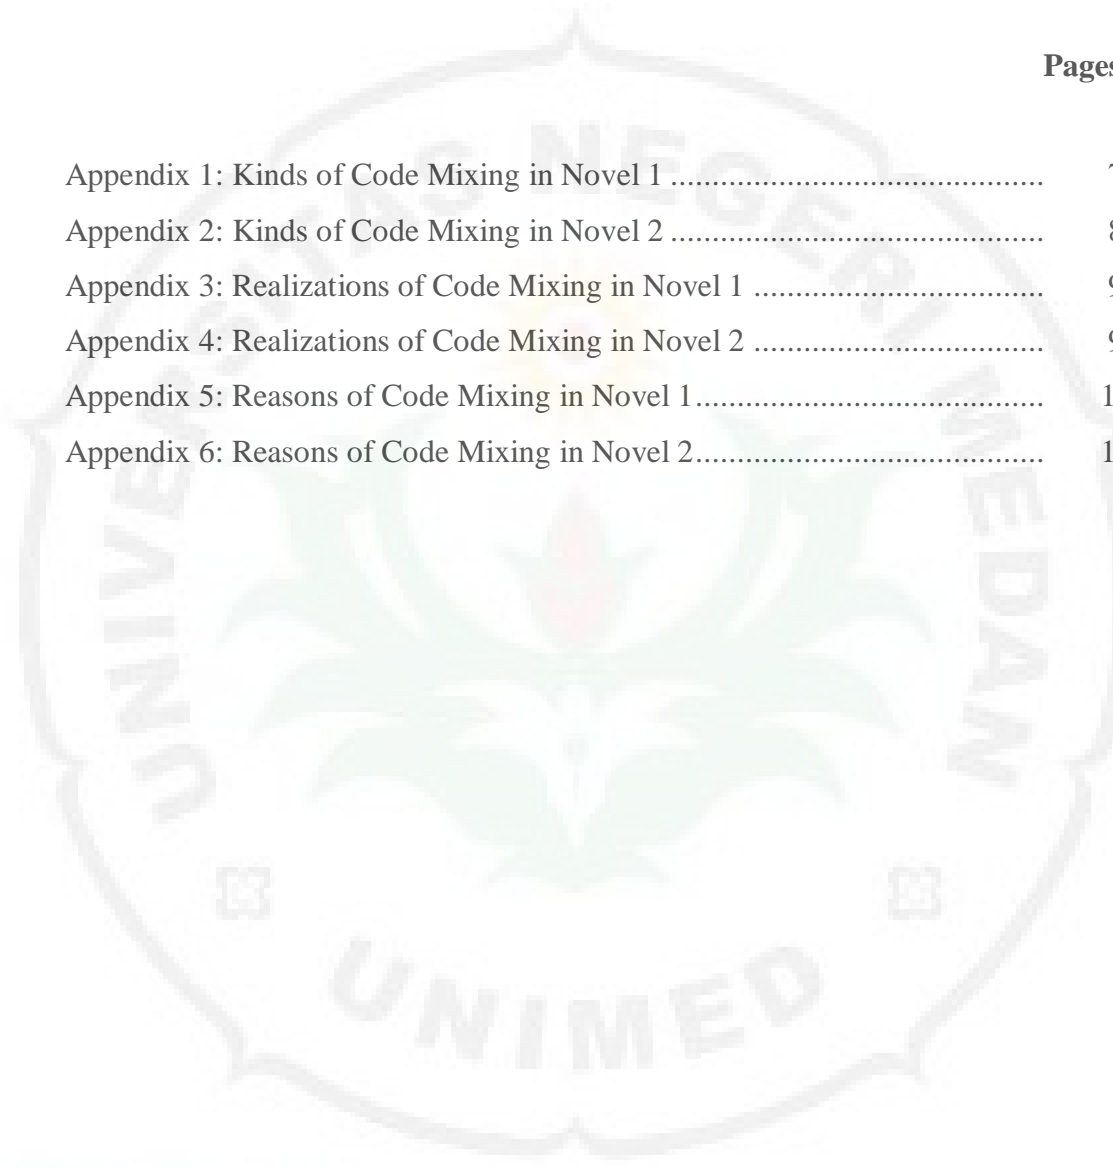 Pages
Appendix 1: Kinds of Code Mixing in Novel 1 .............................................
Appendix 2: Kinds of Code Mixing in Novel 2 .............................................
Appendix 3: Realizations of Code Mixing in Novel 1 ...................................
Appendix 4: Realizations of Code Mixing in Novel 2 ...................................
Appendix 5: Reasons of Code Mixing in Novel 1..........................................
Appendix 6: Reasons of Code Mixing in Novel 2..........................................
UNIVERSITAS NEGERI MEDAN
UNIMED